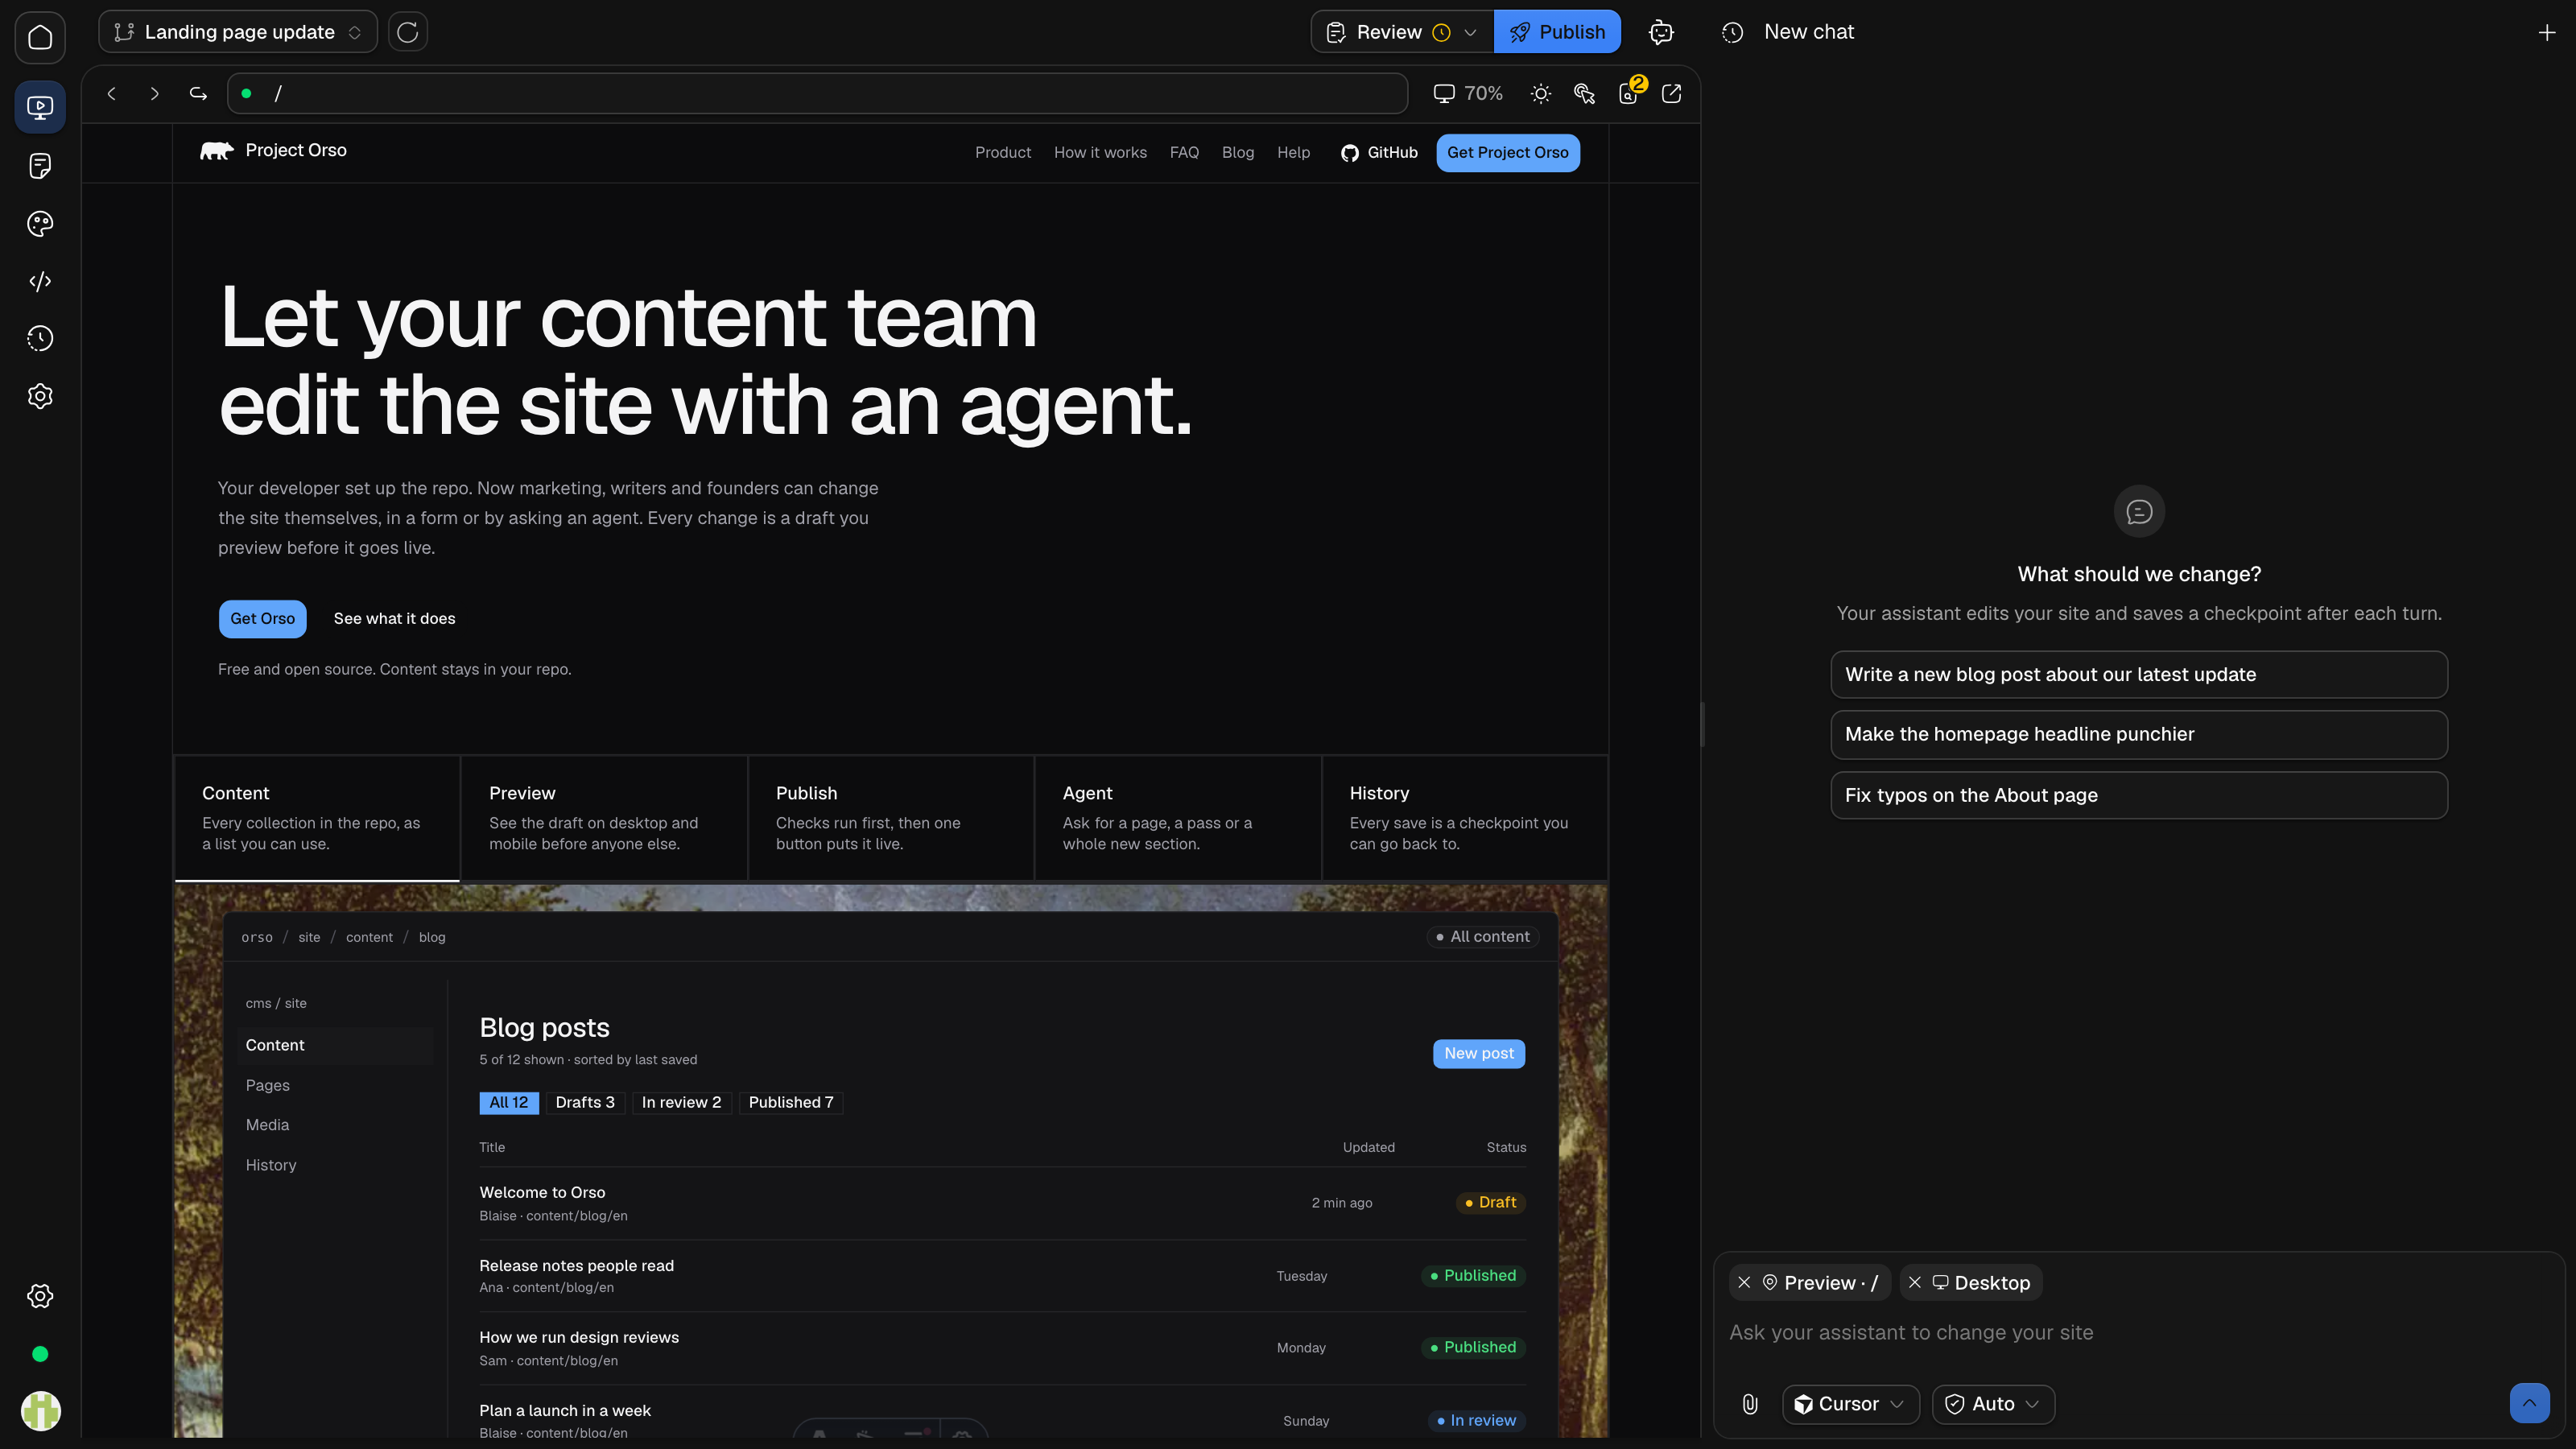 Landing page update
Review
Publish
New chat
/
70%
2
Project Orso
Product
How it works
FAQ
Blog
Help
GitHub
Get Project Orso
Let your content team
edit the site with an agent.
Your developer set up the repo. Now marketing, writers and founders can change
the site themselves, in a form or by asking an agent. Every change is a draft you
preview before it goes live.
Get Orso
See what it does
Free and open source. Content stays in your repo.
Content
Every collection in the repo, as
a list you can use.
Preview
See the draft on desktop and
mobile before anyone else.
Publish
Checks run first, then one
button puts it live.
Agent
Ask for a page, a pass or a
whole new section.
History
Every save is a checkpoint you
can go back to.
orso / site / content / blog
All content
cms / site
Content
Pages
Media
History
Blog posts
5 of 12 shown · sorted by last saved
New post
All 12
Drafts 3
In review 2
Published 7
Title
Updated
Status
Welcome to Orso
Blaise · content/blog/en
2 min ago
Draft
Release notes people read
Ana · content/blog/en
Tuesday
Published
How we run design reviews
Sam · content/blog/en
Monday
Published
Plan a launch in a week
Blaise · content/blog/en
Sunday
In review
What should we change?
Your assistant edits your site and saves a checkpoint after each turn.
Write a new blog post about our latest update
Make the homepage headline punchier
Fix typos on the About page
Preview · /
Desktop
Ask your assistant to change your site
Cursor
Auto